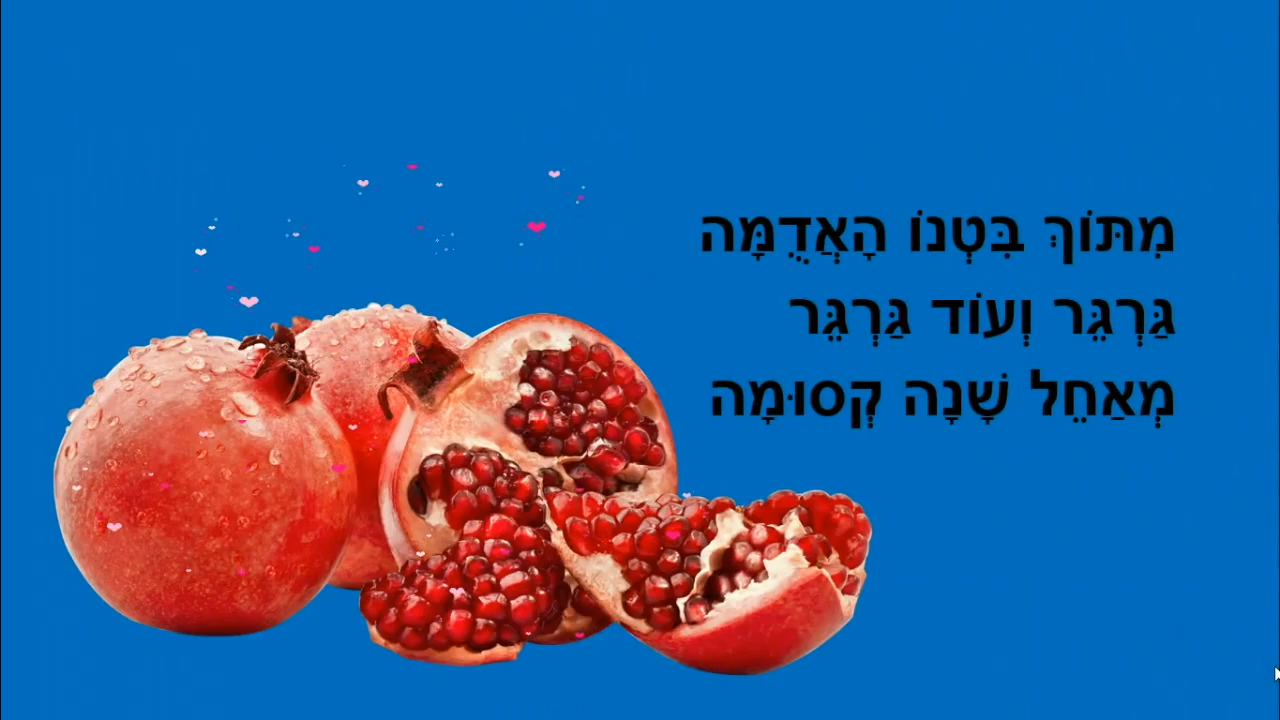 מִתּוֹךְ בִּטְנוֹ הָאֲדֻמָּה
גַּרְגֵּר וְעוֹד גַּרְגֵּר
מְאַחֵל שָׁנָה קְסוּמָה